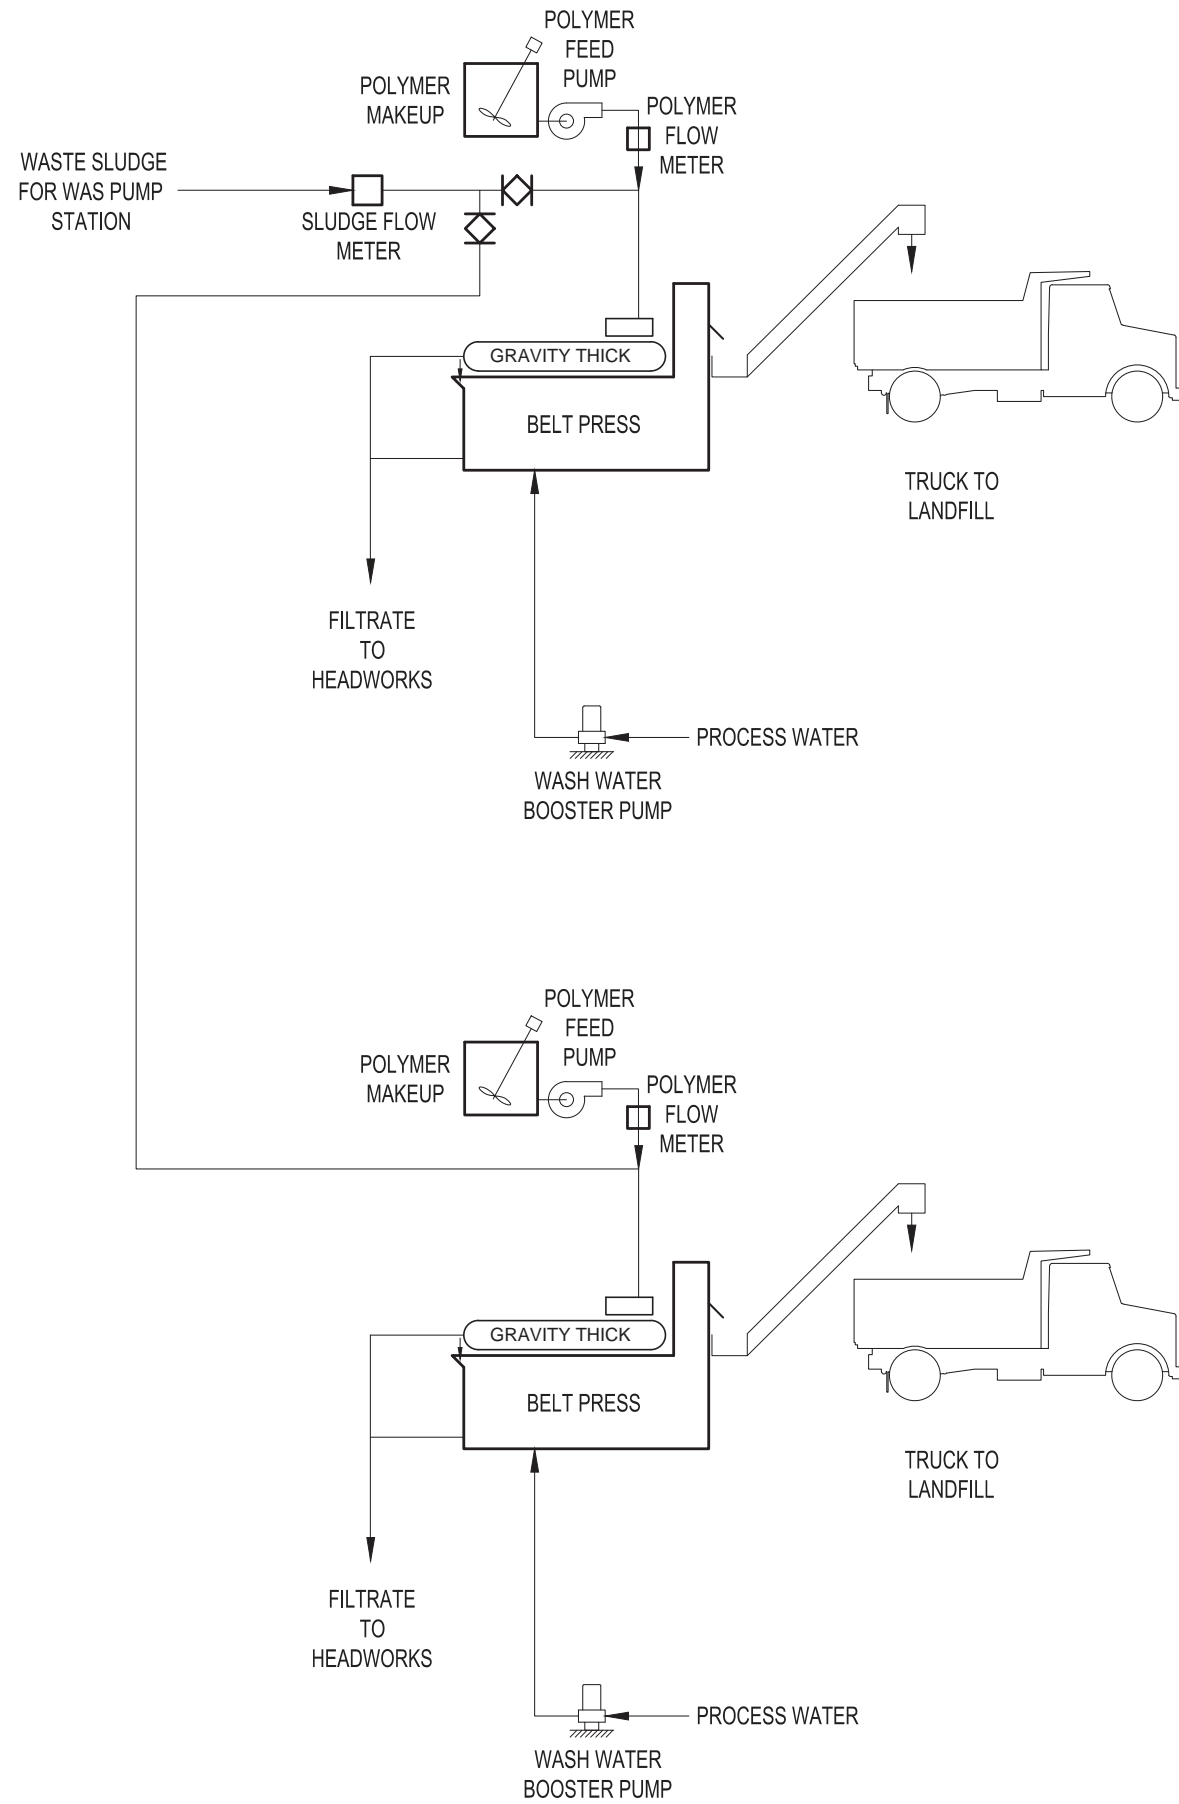 POLYMER
FEED
PUMP
POLYMER
MAKEUP
POLYMER
FLOW
METER
WASTE SLUDGE
FOR WAS PUMP
STATION
SLUDGE FLOW
METER
GRAVITY THICK
BELT PRESS
TRUCK TO
LANDFILL
FILTRATE
TO
HEADWORKS
PROCESS WATER
WASH WATER
BOOSTER PUMP
POLYMER
FEED
PUMP
POLYMER
MAKEUP
POLYMER
FLOW
METER
GRAVITY THICK
BELT PRESS
TRUCK TO
LANDFILL
FILTRATE
TO
HEADWORKS
PROCESS WATER
WASH WATER
BOOSTER PUMP